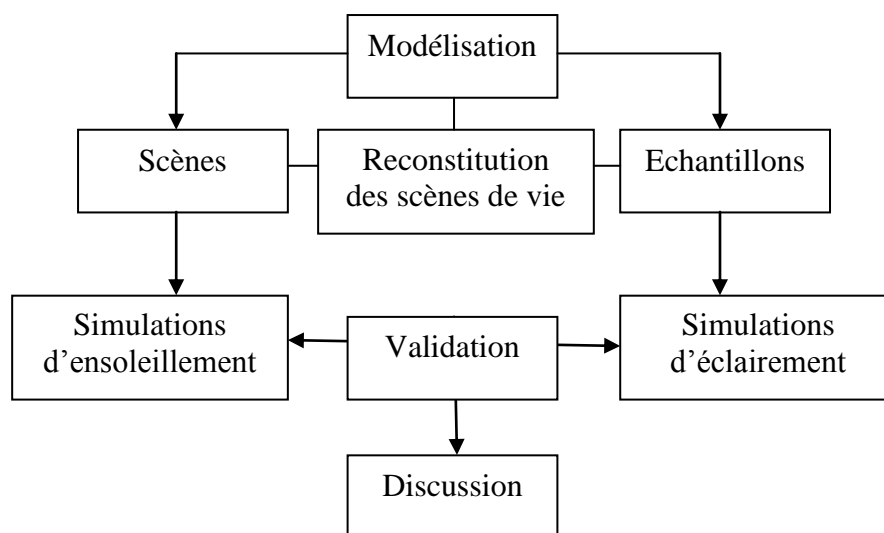 Modélisation
Scènes
Reconstitution
des scènes de vie
Echantillons
Simulations
d’ensoleillement
Validation
Simulations
d’éclairement
Discussion